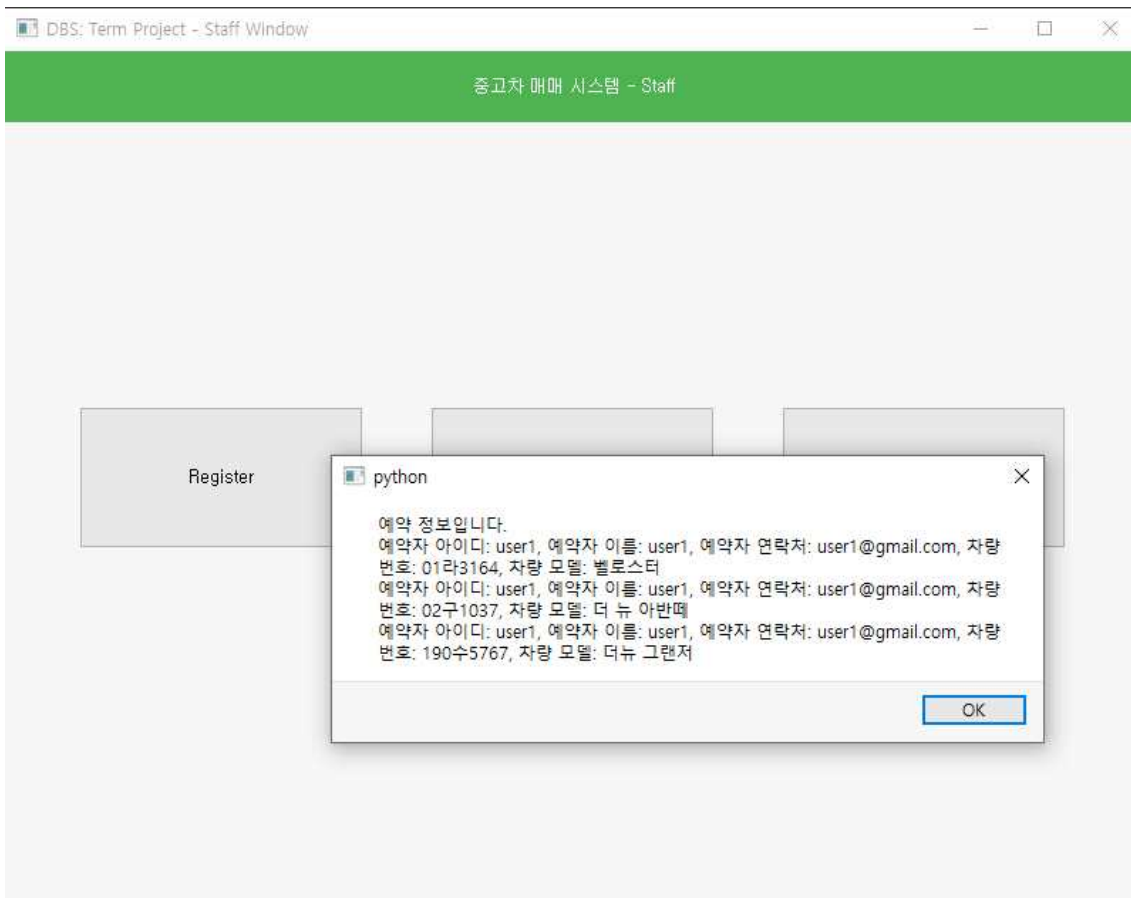 DBS: Term Project - Staff Window
중고차 매매 시스템 - Staff
Register
python
예약 정보입니다.
예약자 아이디: user1, 예약자 이름: user1, 예약자 연락처: user1@gmail.com, 차량
번호: 01라3164, 차량 모델: 벨로스터
예약자 아이디: user1, 예약자 이름: user1, 예약자 연락처: user1@gmail.com, 차량
번호: 02구1037, 차량 모델: 더 뉴 아반떼
예약자 아이디: user1, 예약자 이름: user1, 예약자 연락처: user1@gmail.com, 차량
번호: 190수5767, 차량 모델: 더뉴 그랜저
OK